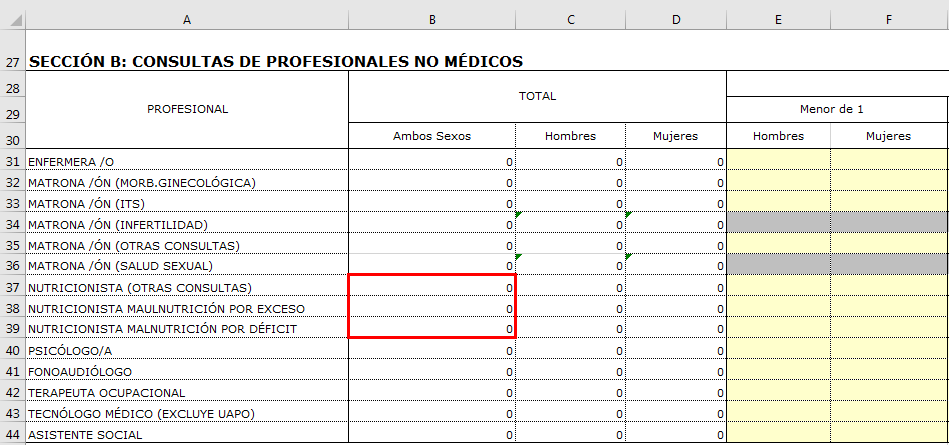 A B C D E F
27 SECCIÓN B: CONSULTAS DE PROFESIONALES NO MÉDICOS
28
29 PROFESIONAL TOTAL Menor de 1
30 Ambos Sexos Hombres Mujeres Hombres Mujeres
31 ENFERMERA /O 0 0 0
32 MATRONA /ÓN (MORB.GINECOLÓGICA) 0 0 0
33 MATRONA /ÓN (ITS) 0 0 0
34 MATRONA /ÓN (INFERTILIDAD) 0 0 0
35 MATRONA /ÓN (OTRAS CONSULTAS) 0 0 0
36 MATRONA /ÓN (SALUD SEXUAL) 0 0 0
37 NUTRICIONISTA (OTRAS CONSULTAS) 0 0 0
38 NUTRICIONISTA MAULNUTRICIÓN POR EXCESO 0 0 0
39 NUTRICIONISTA MALNUTRICIÓN POR DÉFICIT 0 0 0
40 PSICÓLOGO/A 0 0 0
41 FONOAUDIÓLOGO 0 0 0
42 TERAPEUTA OCUPACIONAL 0 0 0
43 TECNÓLOGO MÉDICO (EXCLUYE UAPO) 0 0 0
44 ASISTENTE SOCIAL 0 0 0